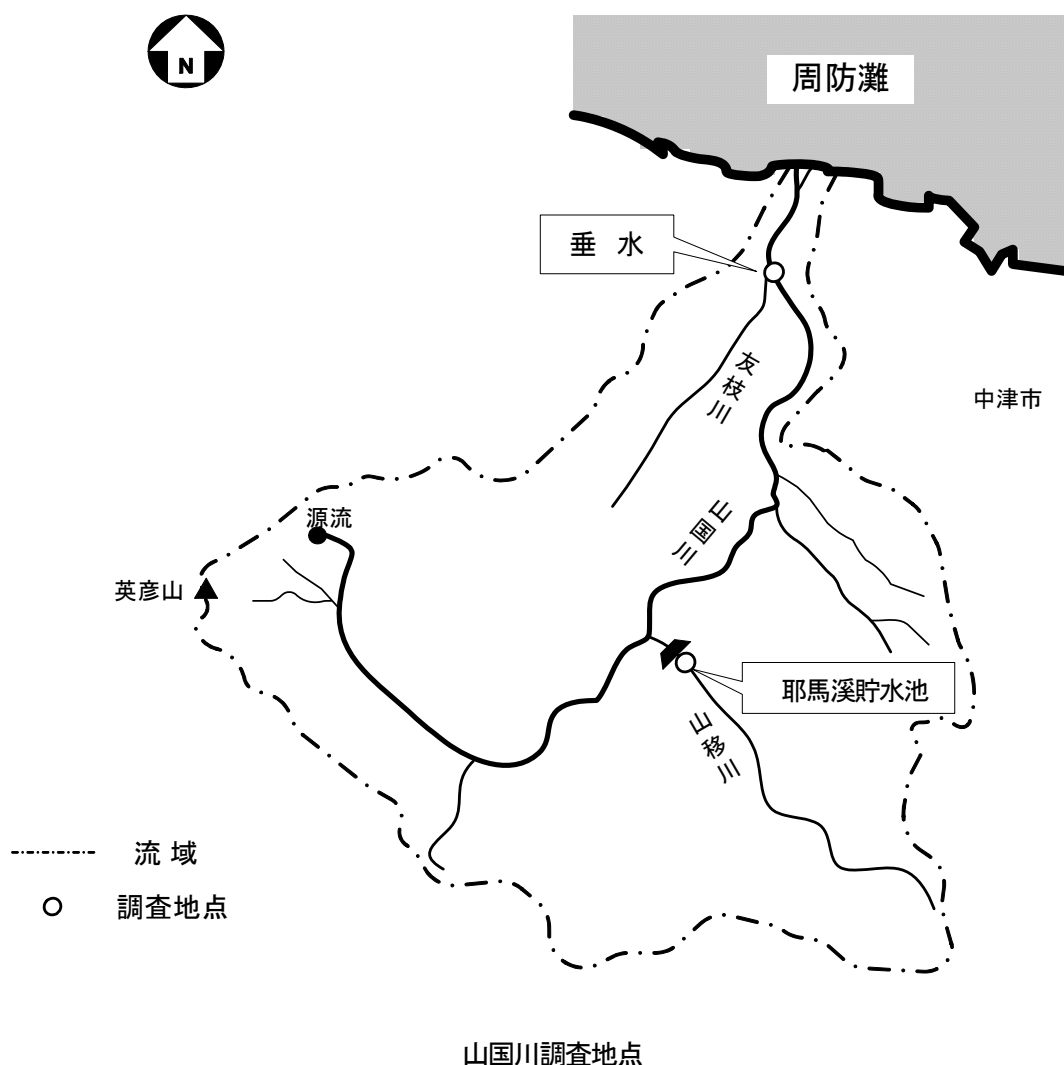 N
周防灘
垂 水
友枝川
中津市
山国川
源流
英彦山
耶馬溪貯水池
山移川
流 域
調査地点
山国川調査地点